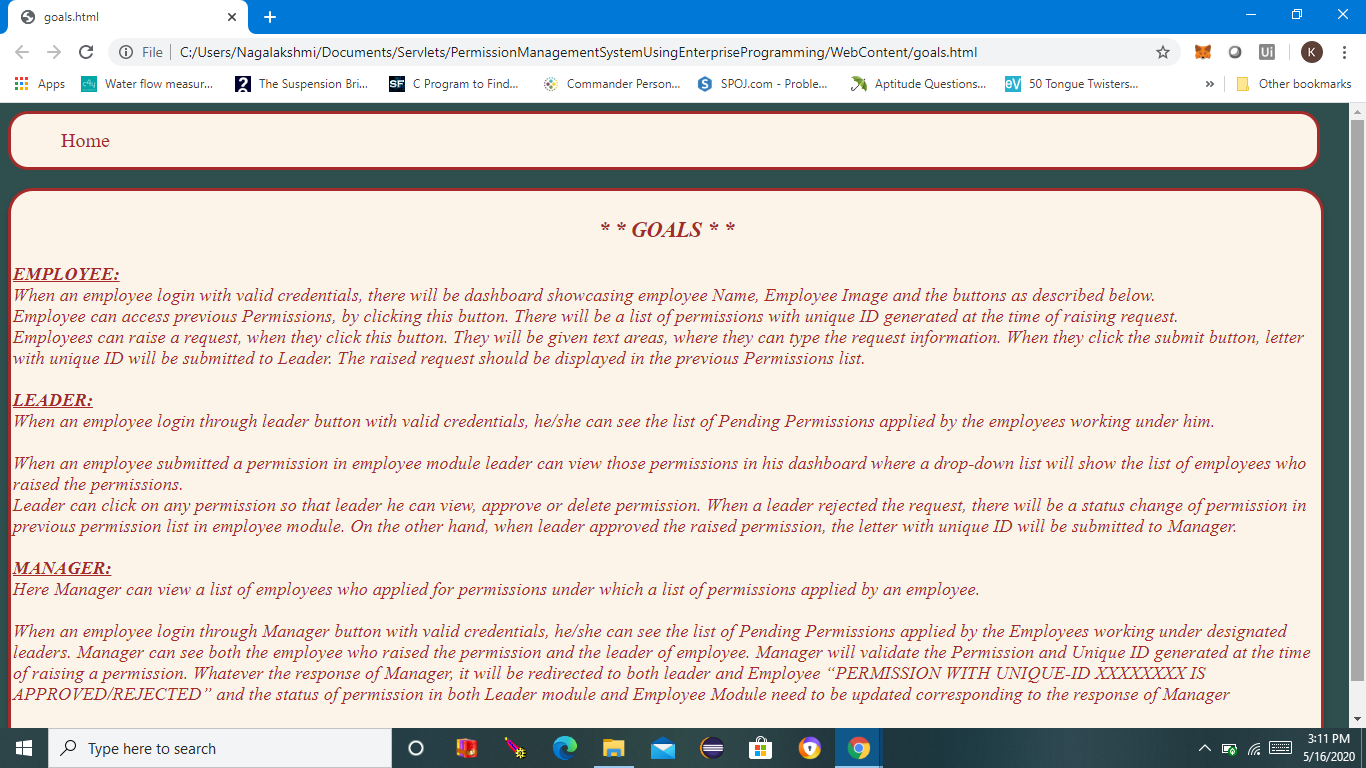 goals.html
File | C:/Users/Nagalakshmi/Documents/Servlets/PermissionManagementSystemUsingEnterpriseProgramming/WebContent/goals.html
K
Apps Water flow measur... The Suspension Bri... SF C Program to Find... Commander Person... SPOJ.com - Proble... Aptitude Questions... eV 50 Tongue Twisters... » Other bookmarks
Home
* * GOALS * *
EMPLOYEE:
When an employee login with valid credentials, there will be dashboard showcasing employee Name, Employee Image and the buttons as described below.
Employee can access previous Permissions, by clicking this button. There will be a list of permissions with unique ID generated at the time of raising request.
Employees can raise a request, when they click this button. They will be given text areas, where they can type the request information. When they click the submit button, letter
with unique ID will be submitted to Leader. The raised request should be displayed in the previous Permissions list.
LEADER:
When an employee login through leader button with valid credentials, he/she can see the list of Pending Permissions applied by the employees working under him.
When an employee submitted a permission in employee module leader can view those permissions in his dashboard where a drop-down list will show the list of employees who
raised the permissions.
Leader can click on any permission so that leader he can view, approve or delete permission. When a leader rejected the request, there will be a status change of permission in
previous permission list in employee module. On the other hand, when leader approved the raised permission, the letter with unique ID will be submitted to Manager.
MANAGER:
Here Manager can view a list of employees who applied for permissions under which a list of permissions applied by an employee.
When an employee login through Manager button with valid credentials, he/she can see the list of Pending Permissions applied by the Employees working under designated
leaders. Manager can see both the employee who raised the permission and the leader of employee. Manager will validate the Permission and Unique ID generated at the time
of raising a permission. Whatever the response of Manager, it will be redirected to both leader and Employee “PERMISSION WITH UNIQUE-ID XXXXXXXX IS
APPROVED/REJECTED” and the status of permission in both Leader module and Employee Module need to be updated corresponding to the response of Manager
Type here to search
3:11 PM
5/16/2020